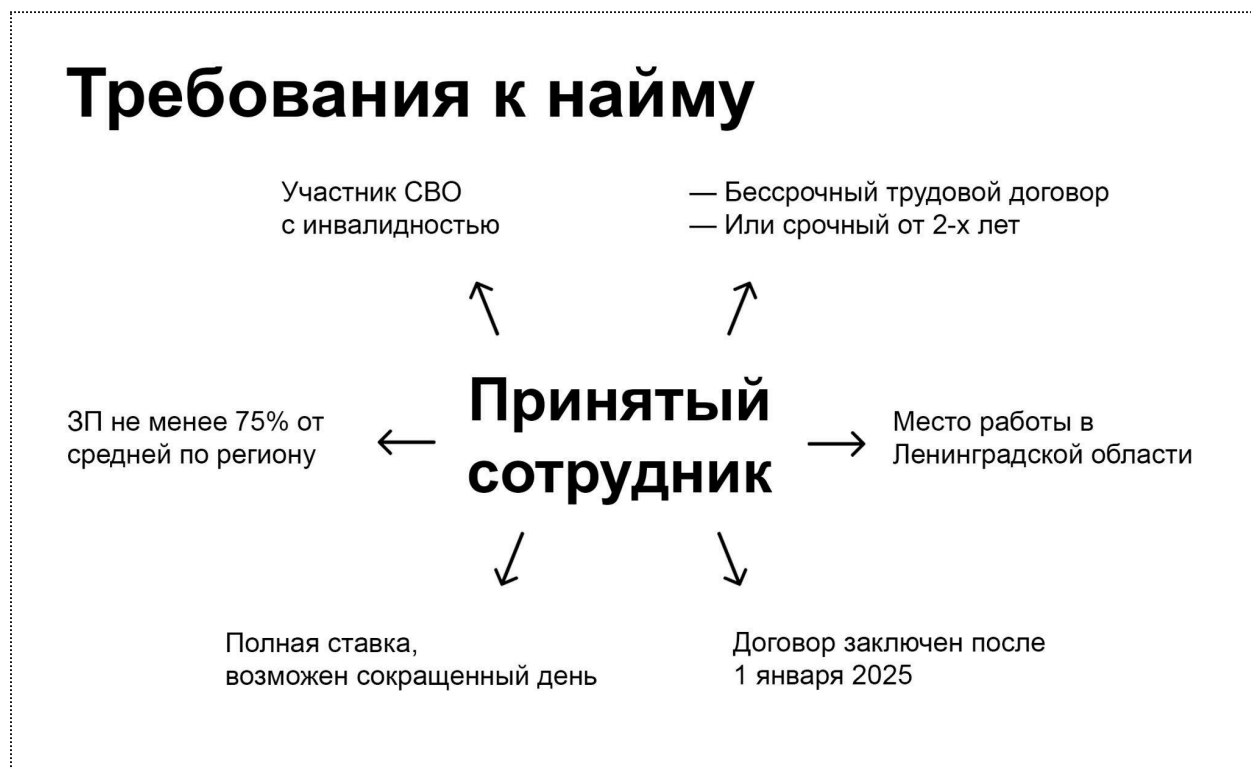 Требования к найму
Участник СВО
с инвалидностью
— Бессрочный трудовой договор
— Или срочный от 2-х лет
ЗП не менее 75% от
средней по региону
Принятый
сотрудник
Место работы в
Ленинградской области
Полная ставка,
возможен сокращенный день
Договор заключен после
1 января 2025